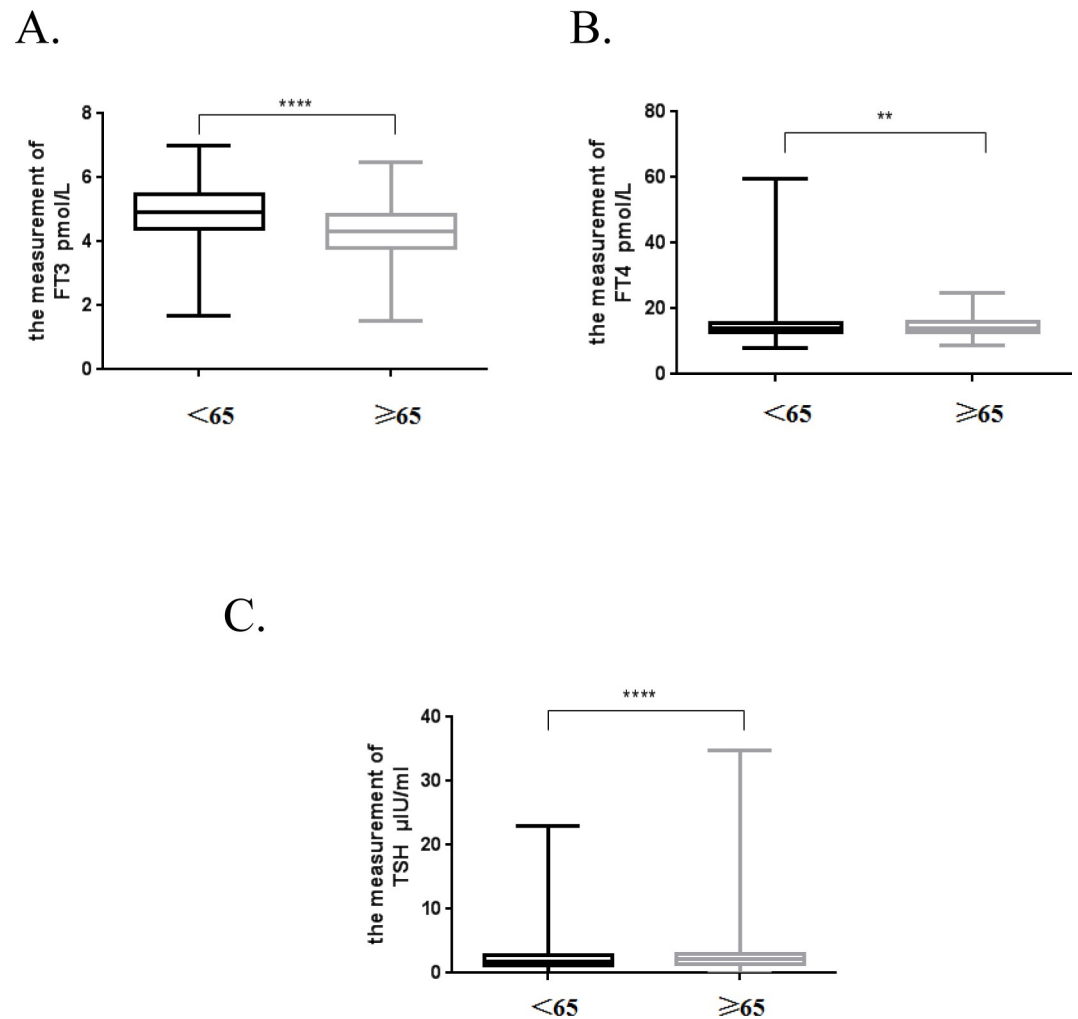 A.
the measurement of
FT3 pmol/L
8
6
4
2
0
****
<65
≥65
B.
the measurement of
FT4 pmol/L
80
60
40
20
0
**
<65
⩾65
C.
the measurement of
TSH µIU/ml
40
30
20
10
0
****
<65
⩾65